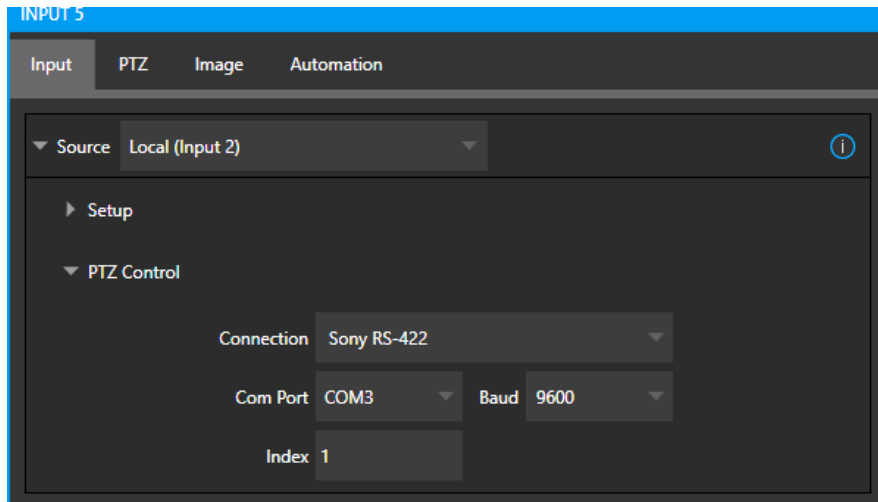 INPUT 5
Input PTZ Image Automation
Source Local (Input 2)
Setup
PTZ Control
Connection Sony RS-422
Com Port COM3 Baud 9600
Index 1